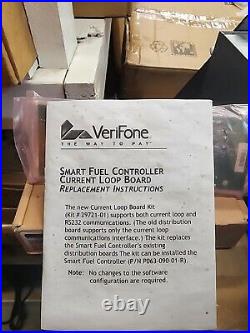 VeriFone
THE WAY TO PAY
SMART FUEL CONTROLLER
CURRENT LOOP BOARD
REPLACEMENT INSTRUCTIONS
The new Current Loop Board Kit
(Kit # 29721-01) supports both current loop and
RS232 communications. (The old distribution
board supports only the current loop
communications interface.) The kit replaces
the Smart Fuel Controller's existing
distribution boards The kit can be installed the
Smart Fuel Controller (P/N P063-090-01-R)
Note: No changes to the software
configuration are required.